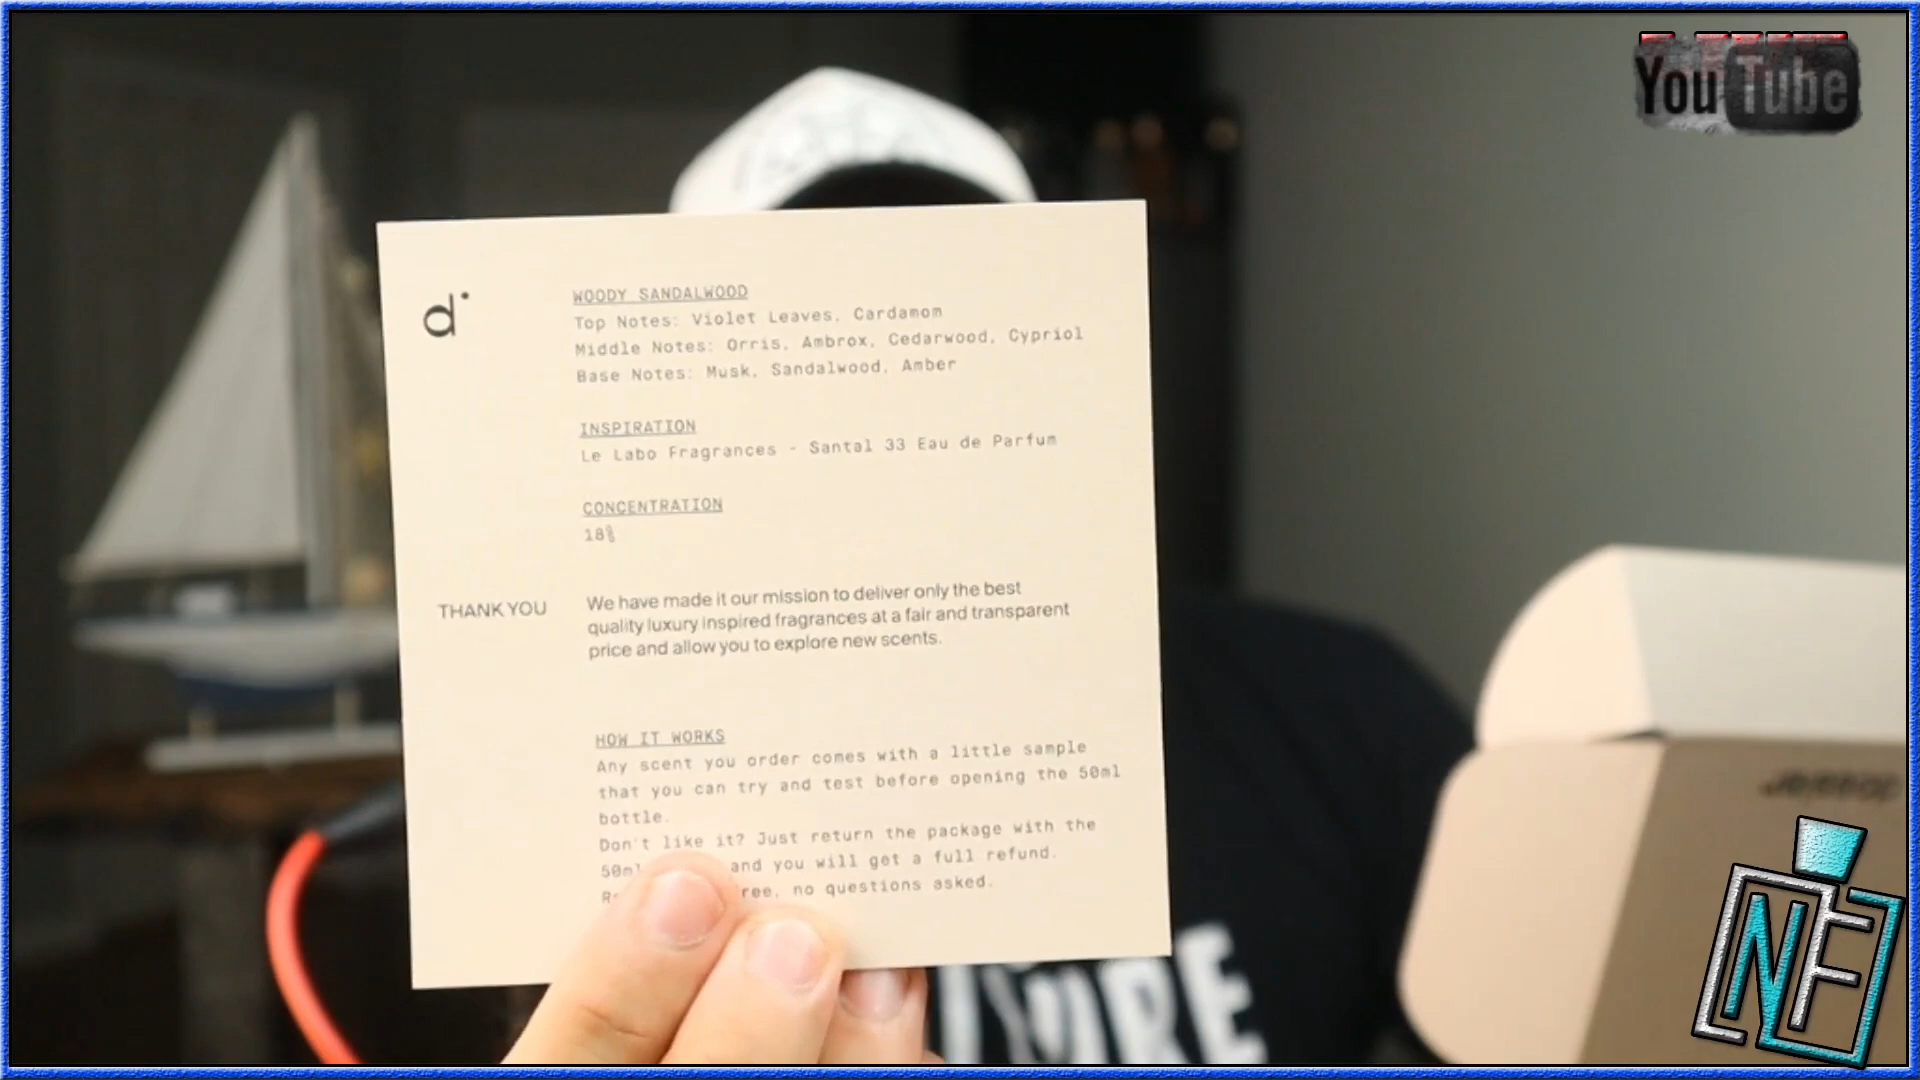 YouTube
d
WOODY SANDALWOOD
Top Notes: Violet Leaves, Cardamom
Middle Notes: Orris, Ambrox, Cedarwood, Cypriol
Base Notes: Musk, Sandalwood, Amber
INSPIRATION
Le Labo Fragrances - Santal 33 Eau de Parfum
CONCENTRATION
18%
THANK YOU
We have made it our mission to deliver only the best
quality luxury inspired fragrances at a fair and transparent
price and allow you to explore new scents.
HOW IT WORKS
Any scent you order comes with a little sample
that you can try and test before opening the 50ml
bottle.
Don't like it? Just return the package with the
50ml and you will get a full refund.
no questions asked.
NF